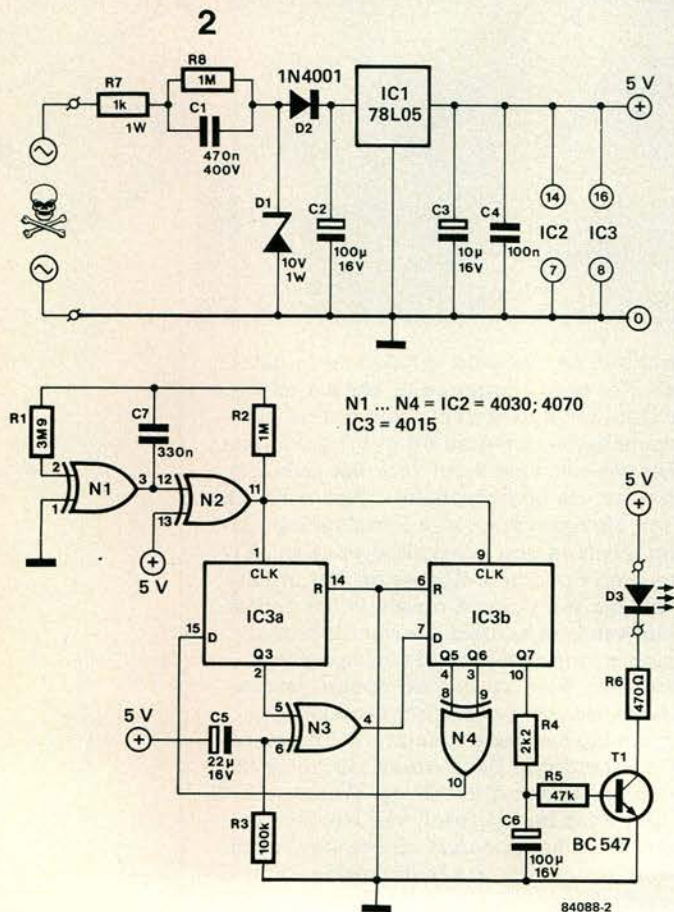 2
R8
1M
R7
1k
1W
C1
470n
400V
1N4001
D2
IC1
78L05
5 V
+
D1
10V
1W
C2
100µ
16V
C3
10µ
16V
C4
100n
14
16
IC2
IC3
7
8
0
R1
3M9
C7
330n
R2
1M
N1 ... N4 = IC2 = 4030; 4070
IC3 = 4015
2
N1
3
1
12
N2
11
13
5 V
+
5 V
+
1
CLK
R
14
15
D
IC3a
Q3
2
9
CLK
6
R
7
D
IC3b
Q5
Q6
Q7
4
3
10
D3
R6
470Ω
5 V
+
C5
22µ
16V
5
N3
4
6
8
9
N4
10
R4
2k2
R5
47k
T1
BC547
R3
100k
C6
100µ
16V
84088-2